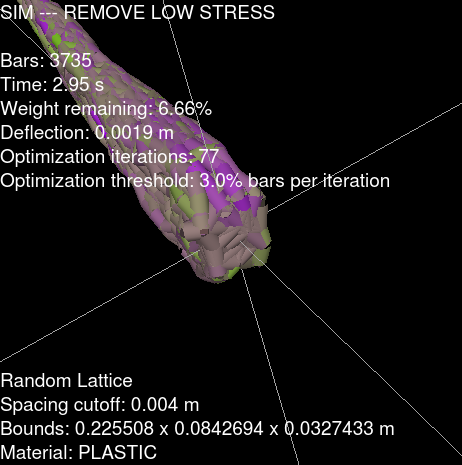 SIM --- REMOVE LOW STRESS
Bars: 3735
Time: 2.95 s
Weight remaining: 6.66%
Deflection: 0.0019 m
Optimization iterations: 77
Optimization threshold: 3.0% bars per iteration
Random Lattice
Spacing cutoff: 0.004 m
Bounds: 0.225508 x 0.0842694 x 0.0327433 m
Material: PLASTIC